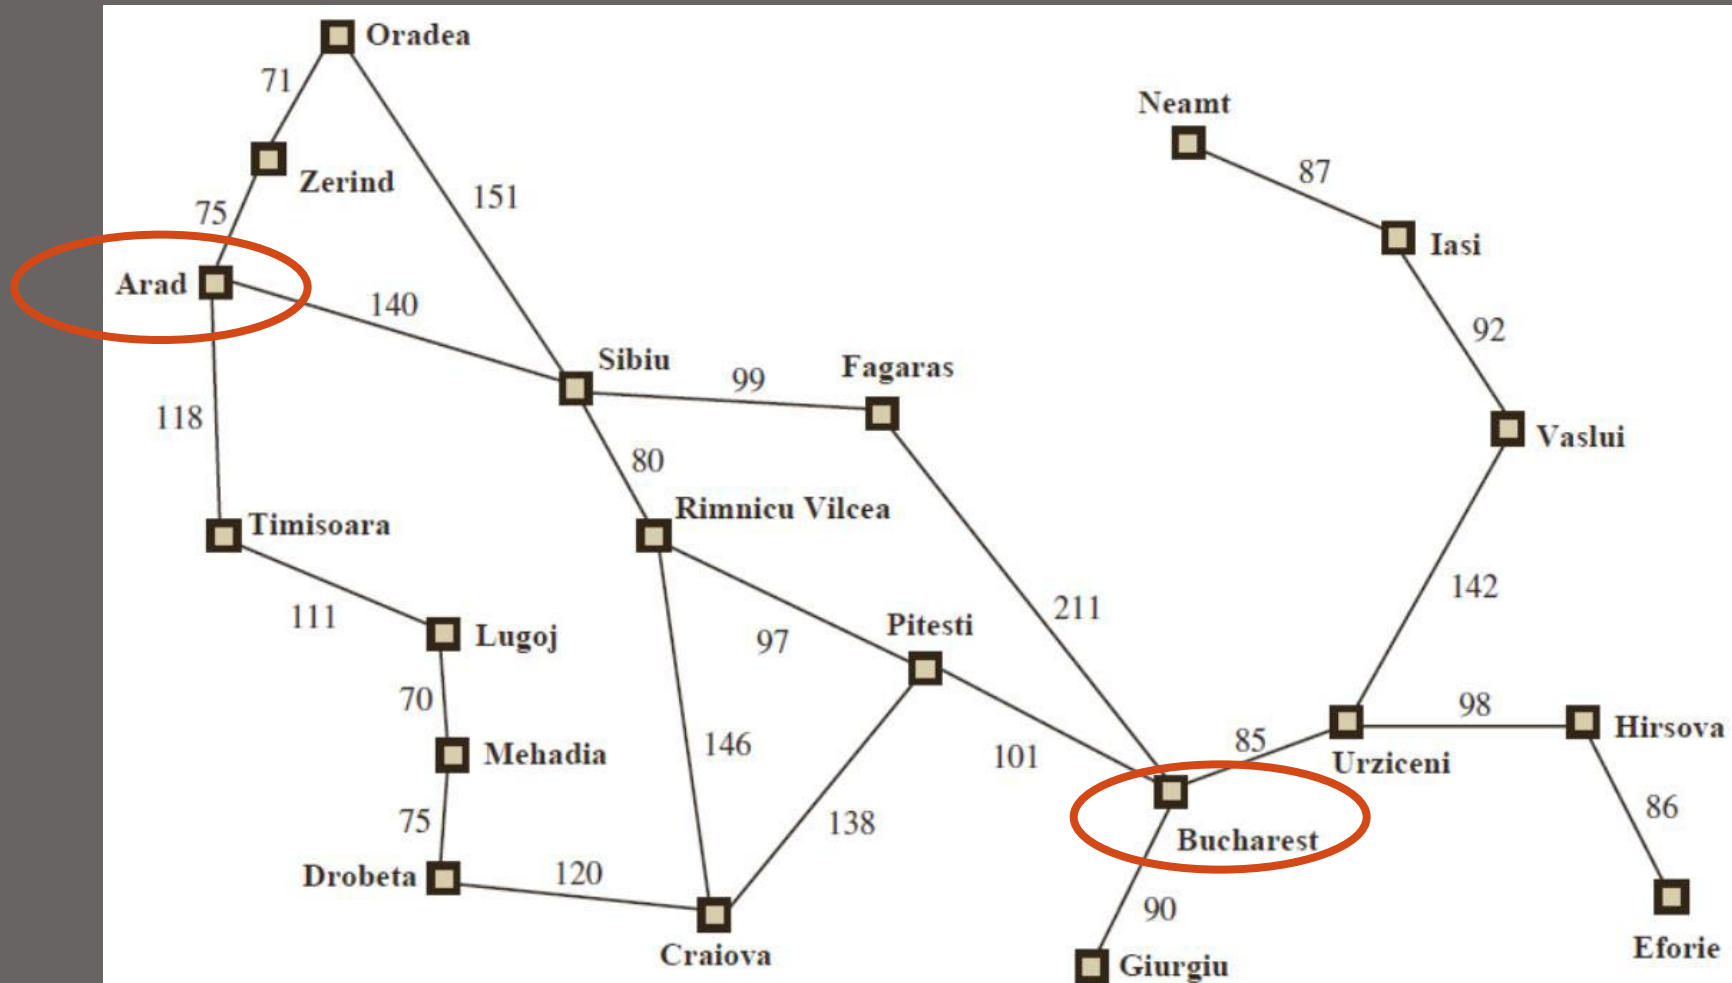 Oradea
71
Neamt
87
Zerind
151
75
Iasi
Arad
140
92
Sibiu
Fagaras
99
118
Vaslui
80
Rimnicu Vilcea
Timisoara
142
211
111
Lugoj
Pitesti
97
70
98
Hirsova
85
146
Mehadia
101
Urziceni
86
75
138
Bucharest
Drobeta
120
90
Eforie
Craiova
Giurgiu